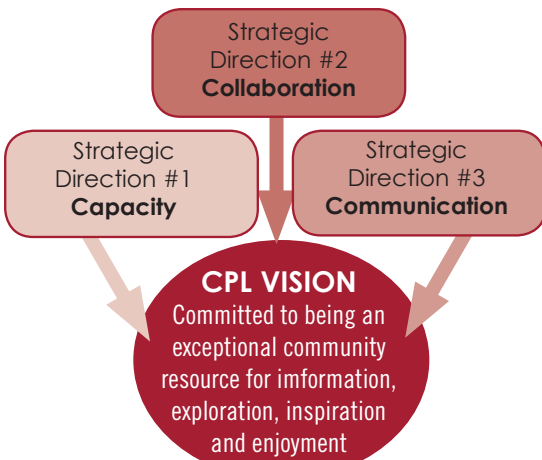 Strategic
Direction #2
Collaboration
Strategic
Direction #1
Capacity
Strategic
Direction #3
Communication
CPL VISION
Committed to being an
exceptional community
resource for imformation,
exploration, inspiration
and enjoyment